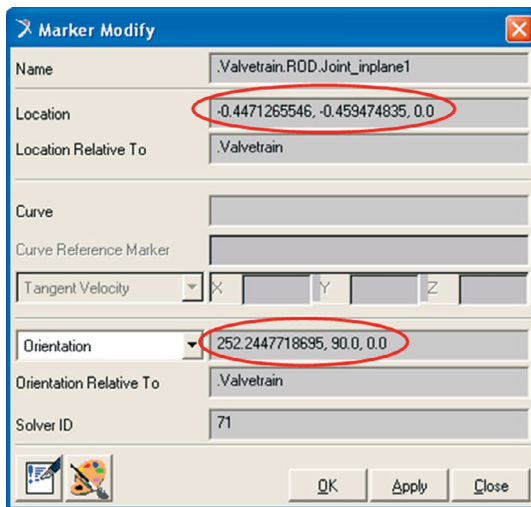 Marker Modify
Name .Valvetrain.ROD.Joint_inplane1
Location -0.4471265546, -0.459474835, 0.0
Location Relative To .Valvetrain
Curve
Curve Reference Marker
Tangent Velocity X Y Z
Orientation 252.2447718695, 90.0, 0.0
Orientation Relative To .Valvetrain
Solver ID 71
OK Apply Close